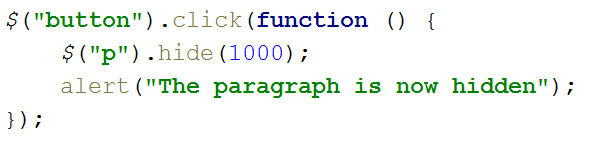 $("button").click(function () {
    $("p").hide(1000);
    alert("The paragraph is now hidden");
});